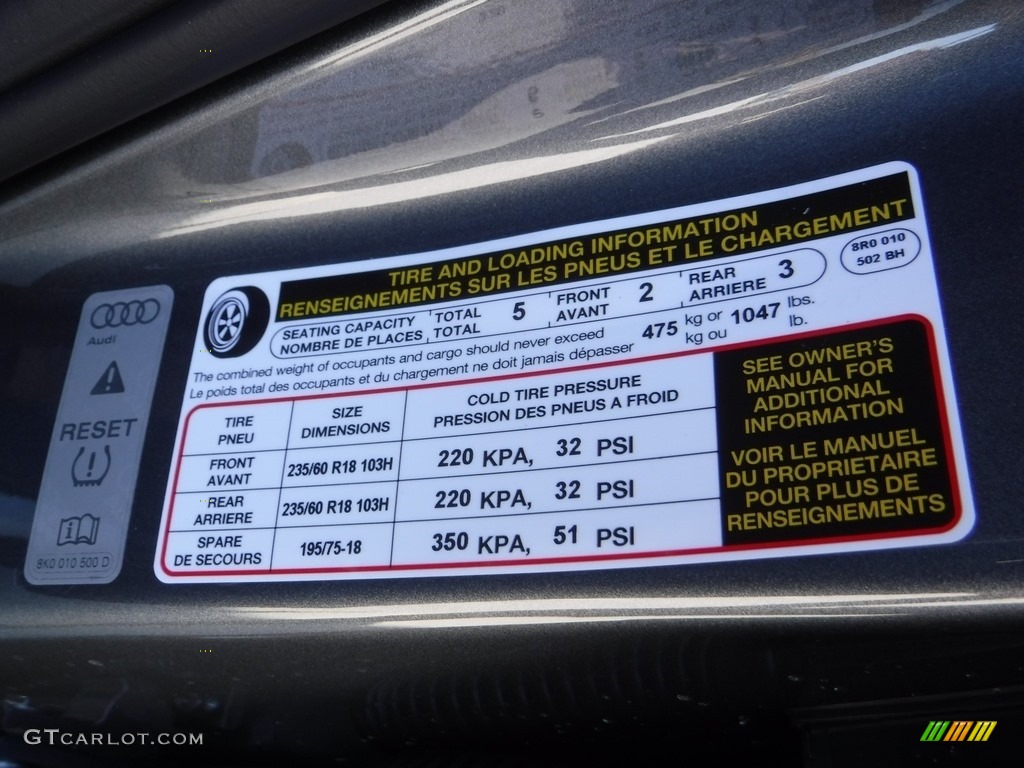 TIRE AND LOADING INFORMATION
RENSEIGNEMENTS SUR LES PNEUS ET LE CHARGEMENT
SEATING CAPACITY TOTAL 5 FRONT 2 REAR 3
NOMBRE DE PLACES TOTAL AVANT ARRIERE
8R0 010
502 BH
The combined weight of occupants and cargo should never exceed 475 kg or 1047 lbs.
Le poids total des occupants et du chargement ne doit jamais dépasser kg ou lb.
TIRE
PNEU
SIZE
DIMENSIONS
COLD TIRE PRESSURE
PRESSION DES PNEUS A FROID
FRONT
AVANT
235/60 R18 103H
220 KPA, 32 PSI
REAR
ARRIERE
235/60 R18 103H
220 KPA, 32 PSI
SPARE
DE SECOURS
195/75-18
350 KPA, 51 PSI
SEE OWNER'S
MANUAL FOR
ADDITIONAL
INFORMATION
VOIR LE MANUEL
DU PROPRIETAIRE
POUR PLUS DE
RENSEIGNEMENTS
Audi
RESET
8K0 010 500 D
GTCARLOT.COM